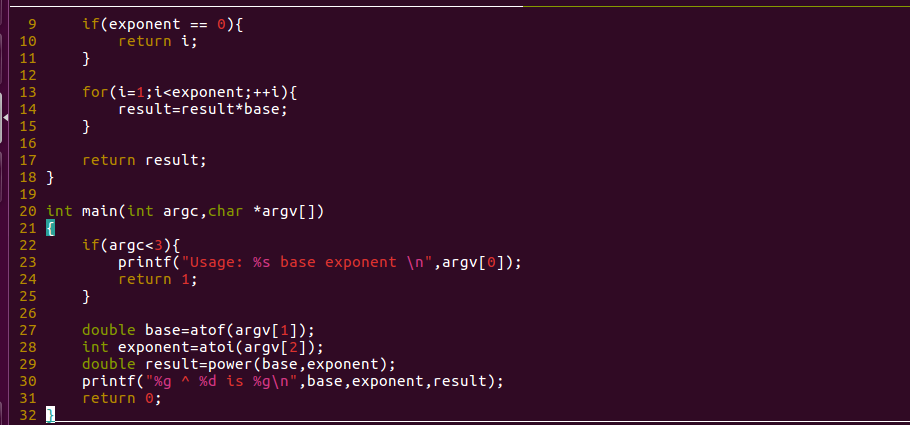 9 if(exponent == 0){
10 return i;
11 }
12
13 for(i=1;i<exponent;++i){
14 result=result*base;
15 }
16
17 return result;
18 }
19
20 int main(int argc,char *argv[])
21 {
22 if(argc<3){
23 printf("Usage: %s base exponent \n",argv[0]);
24 return 1;
25 }
26
27 double base=atof(argv[1]);
28 int exponent=atoi(argv[2]);
29 double result=power(base,exponent);
30 printf("%g ^ %d is %g\n",base,exponent,result);
31 return 0;
32 }